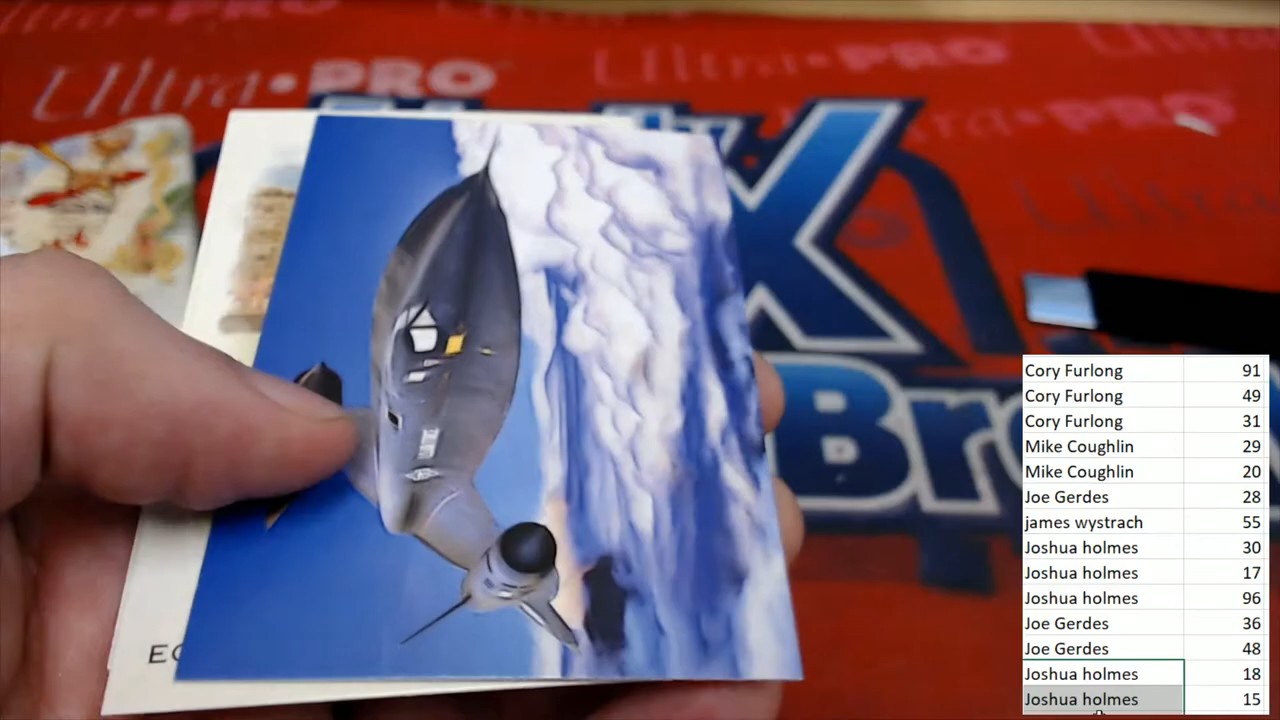 Ultra•PRO
Ultra•PRO
PRO
K
Bro
EC
Cory Furlong 91
Cory Furlong 49
Cory Furlong 31
Mike Coughlin 29
Mike Coughlin 20
Joe Gerdes 28
james wystrach 55
Joshua holmes 30
Joshua holmes 17
Joshua holmes 96
Joe Gerdes 36
Joe Gerdes 48
Joshua holmes 18
Joshua holmes 15